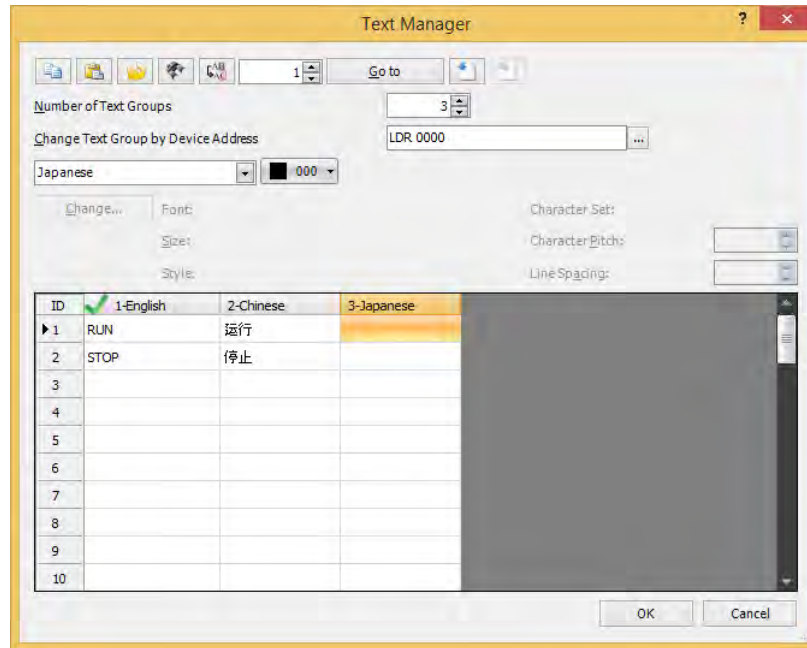 Text Manager
?
1
Go to
Number of Text Groups
3
Change Text Group by Device Address
LDR 0000
...
Japanese
000
Change...
Font:
Character Set:
Size:
Character Pitch:
Style:
Line Spacing:
ID 1-English 2-Chinese 3-Japanese
1 RUN 运行
2 STOP 停止
3
4
5
6
7
8
9
10
OK Cancel